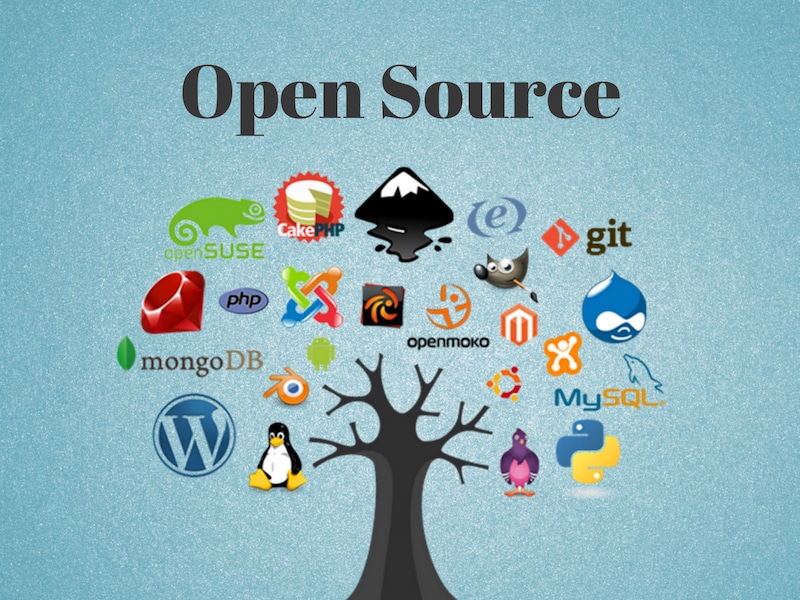 Open Source
openSUSE
CakePHP
e
git
php
openmoko
mongoDB
MySQL
W